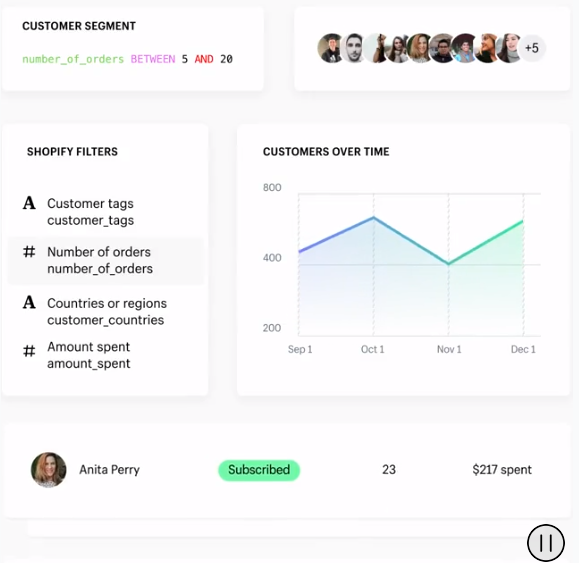 CUSTOMER SEGMENT
number_of_orders BETWEEN 5 AND 20
+5
SHOPIFY FILTERS
A Customer tags
customer_tags
# Number of orders
number_of_orders
A Countries or regions
customer_countries
# Amount spent
amount_spent
CUSTOMERS OVER TIME
800
400
200
Sep 1 Oct 1 Nov 1 Dec 1
Anita Perry Subscribed 23 $217 spent